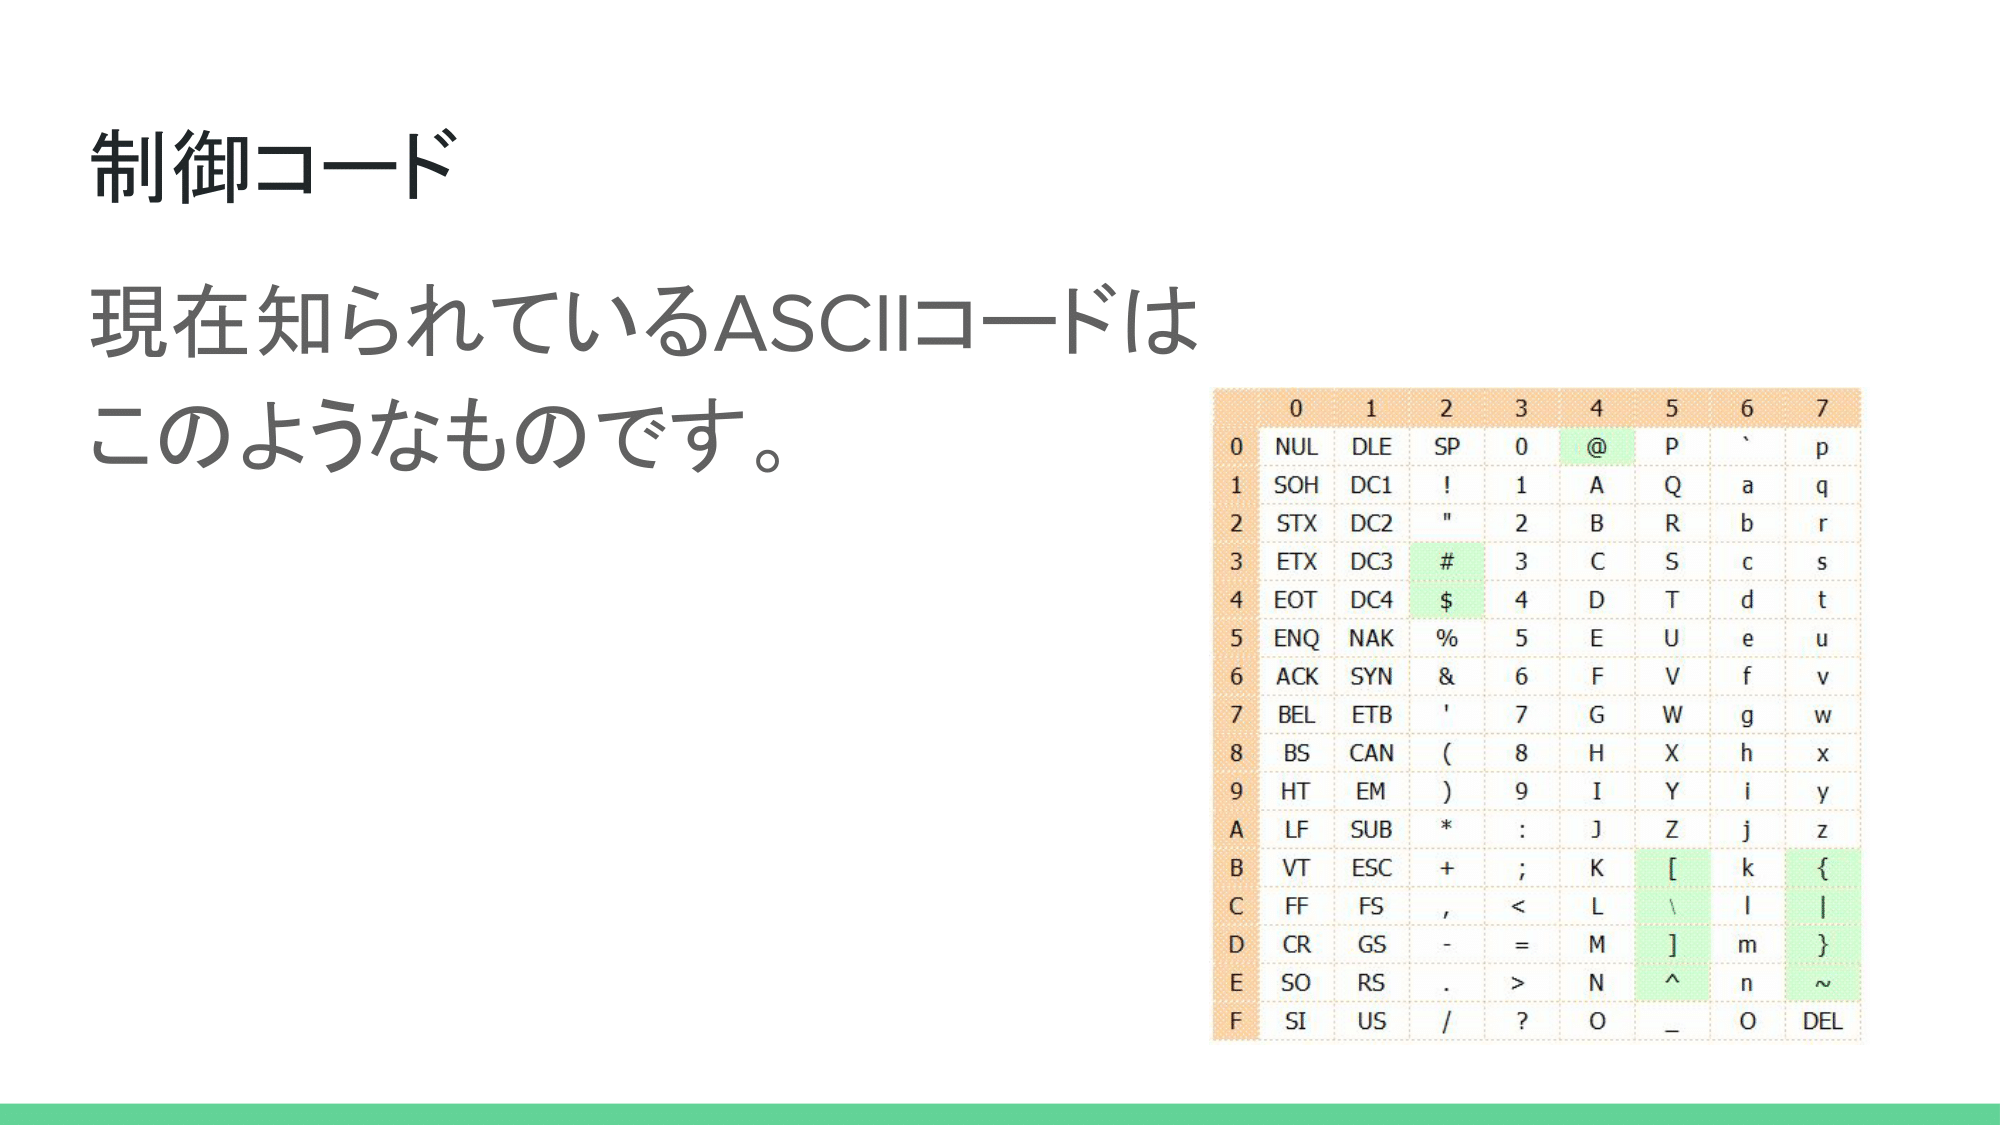 制御コード
現在知られているASCIIコードは
このようなものです。
0 1 2 3 4 5 6 7
0 NUL DLE SP 0 @ P ` p
1 SOH DC1 ! 1 A Q a q
2 STX DC2 " 2 B R b r
3 ETX DC3 # 3 C S c s
4 EOT DC4 $ 4 D T d t
5 ENQ NAK % 5 E U e u
6 ACK SYN & 6 F V f v
7 BEL ETB ' 7 G W g w
8 BS CAN ( 8 H X h x
9 HT EM ) 9 I Y i y
A LF SUB * : J Z j z
B VT ESC + ; K [ k {
C FF FS , < L \ l |
D CR GS - = M ] m }
E SO RS . > N ^ n ~
F SI US / ? O _ O DEL